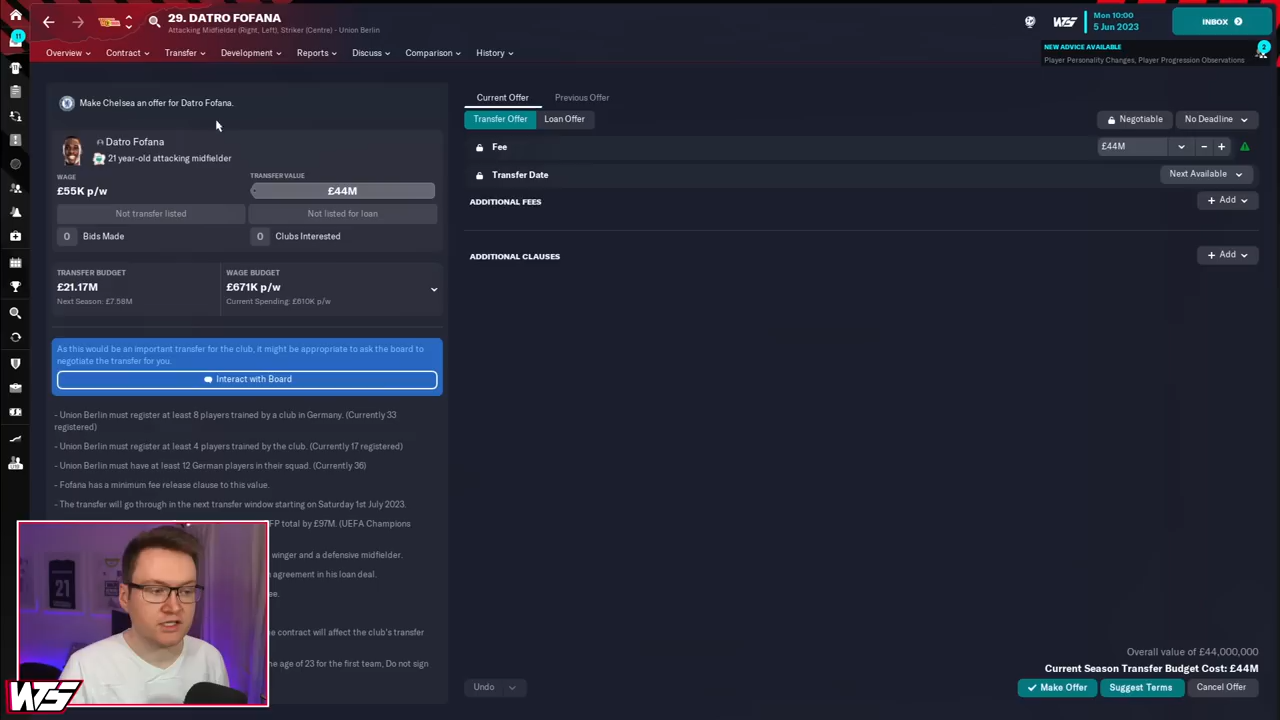 29. DATRO FOFANA
Attacking Midfielder (Right, Left), Striker (Centre) - Union Berlin
WTS
Mon 10:00
5 Jun 2023
INBOX
11
NEW ADVICE AVAILABLE
Player Personality Changes, Player Progression Observations
2
Overview
Contract
Transfer
Development
Reports
Discuss
Comparison
History
Make Chelsea an offer for Datro Fofana.
Datro Fofana
21 year-old attacking midfielder
WAGE
£55K p/w
TRANSFER VALUE
£44M
Not transfer listed
Not listed for loan
0 Bids Made
0 Clubs Interested
TRANSFER BUDGET
£21.17M
Next Season: £7.58M
WAGE BUDGET
£671K p/w
Current Spending: £610K p/w
As this would be an important transfer for the club, it might be appropriate to ask the board to
negotiate the transfer for you.
Interact with Board
- Union Berlin must register at least 8 players trained by a club in Germany. (Currently 33
registered)
- Union Berlin must register at least 4 players trained by the club. (Currently 17 registered)
- Union Berlin must have at least 12 German players in their squad. (Currently 36)
- Fofana has a minimum fee release clause to this value.
- The transfer will go through in the next transfer window starting on Saturday 1st July 2023.
FP total by £97M. (UEFA Champions
winger and a defensive midfielder.
e agreement in his loan deal.
ee.
e contract will affect the club's transfer
he age of 23 for the first team, Do not sign
Current Offer
Previous Offer
Transfer Offer
Loan Offer
Negotiable
No Deadline
Fee
£44M
Transfer Date
Next Available
ADDITIONAL FEES
+ Add
ADDITIONAL CLAUSES
+ Add
Undo
Overall value of £44,000,000
Current Season Transfer Budget Cost: £44M
Make Offer
Suggest Terms
Cancel Offer
21
WTS